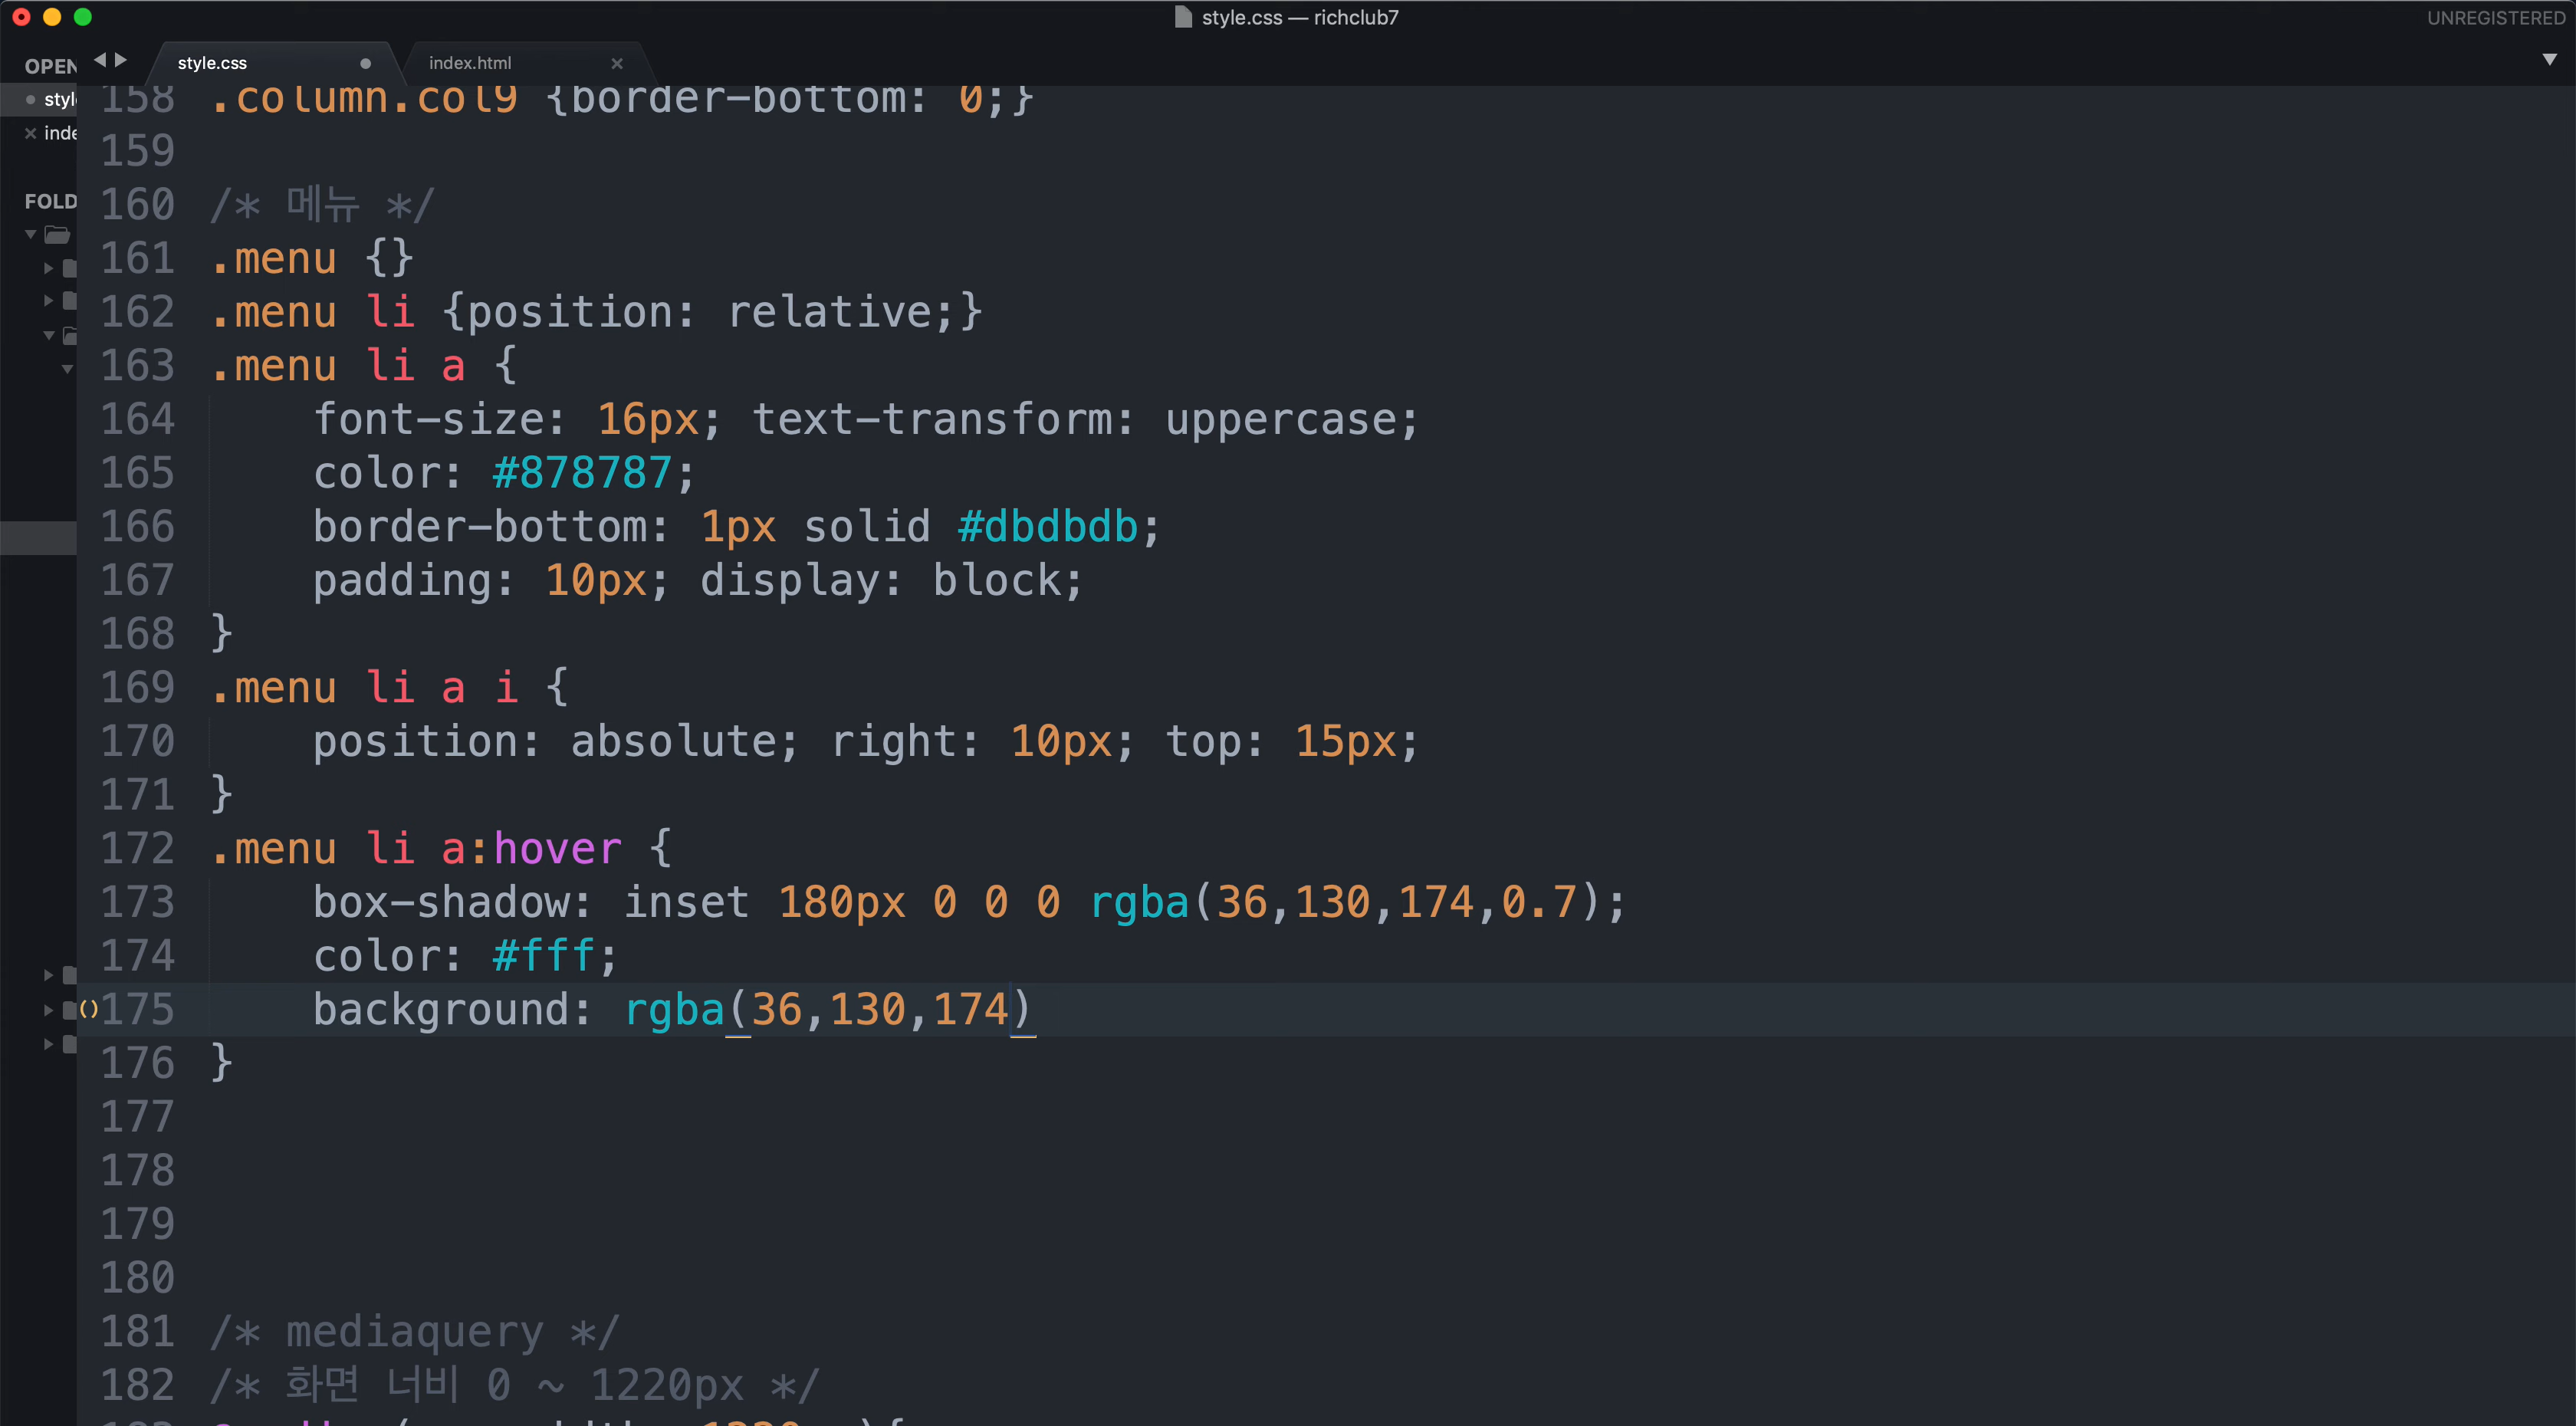 style.css — richclub7
UNREGISTERED
OPEN
style.css
index.html
FOLD
158 .column.col9 {border-bottom: 0;}
159
160 /* 메뉴 */
161 .menu {}
162 .menu li {position: relative;}
163 .menu li a {
164 font-size: 16px; text-transform: uppercase;
165 color: #878787;
166 border-bottom: 1px solid #dbdbdb;
167 padding: 10px; display: block;
168 }
169 .menu li a i {
170 position: absolute; right: 10px; top: 15px;
171 }
172 .menu li a:hover {
173 box-shadow: inset 180px 0 0 0 rgba(36,130,174,0.7);
174 color: #fff;
175 background: rgba(36,130,174)
176 }
177
178
179
180
181 /* mediaquery */
182 /* 화면 너비 0 ~ 1220px */